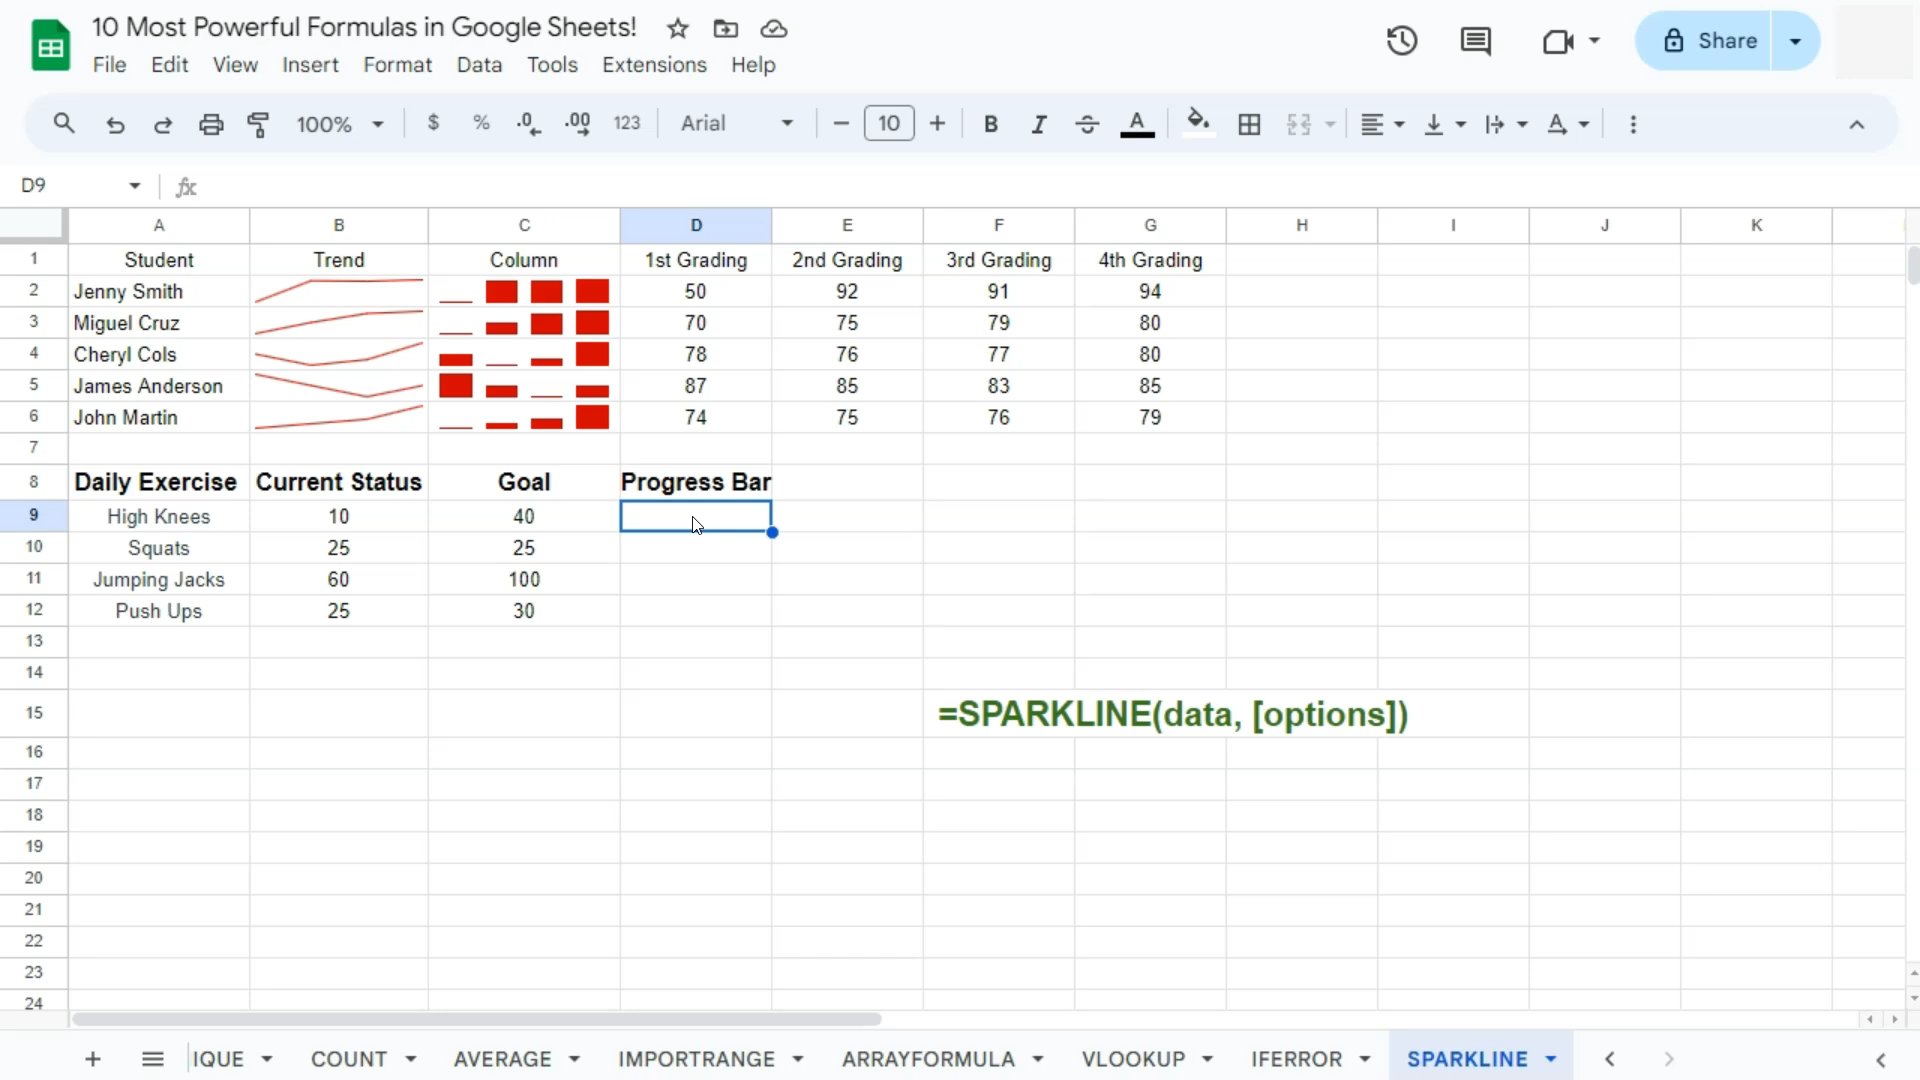 10 Most Powerful Formulas in Google Sheets!
File Edit View Insert Format Data Tools Extensions Help
Share
100% $ % .0 .00 123 Arial 10 B I A
D9 fx
A B C D E F G H I J K
1 Student Trend Column 1st Grading 2nd Grading 3rd Grading 4th Grading
2 Jenny Smith 50 92 91 94
3 Miguel Cruz 70 75 79 80
4 Cheryl Cols 78 76 77 80
5 James Anderson 87 85 83 85
6 John Martin 74 75 76 79
7
8 Daily Exercise Current Status Goal Progress Bar
9 High Knees 10 40
10 Squats 25 25
11 Jumping Jacks 60 100
12 Push Ups 25 30
13
14
15 =SPARKLINE(data, [options])
16
17
18
19
20
21
22
23
24
IQUE COUNT AVERAGE IMPORTRANGE ARRAYFORMULA VLOOKUP IFERROR SPARKLINE